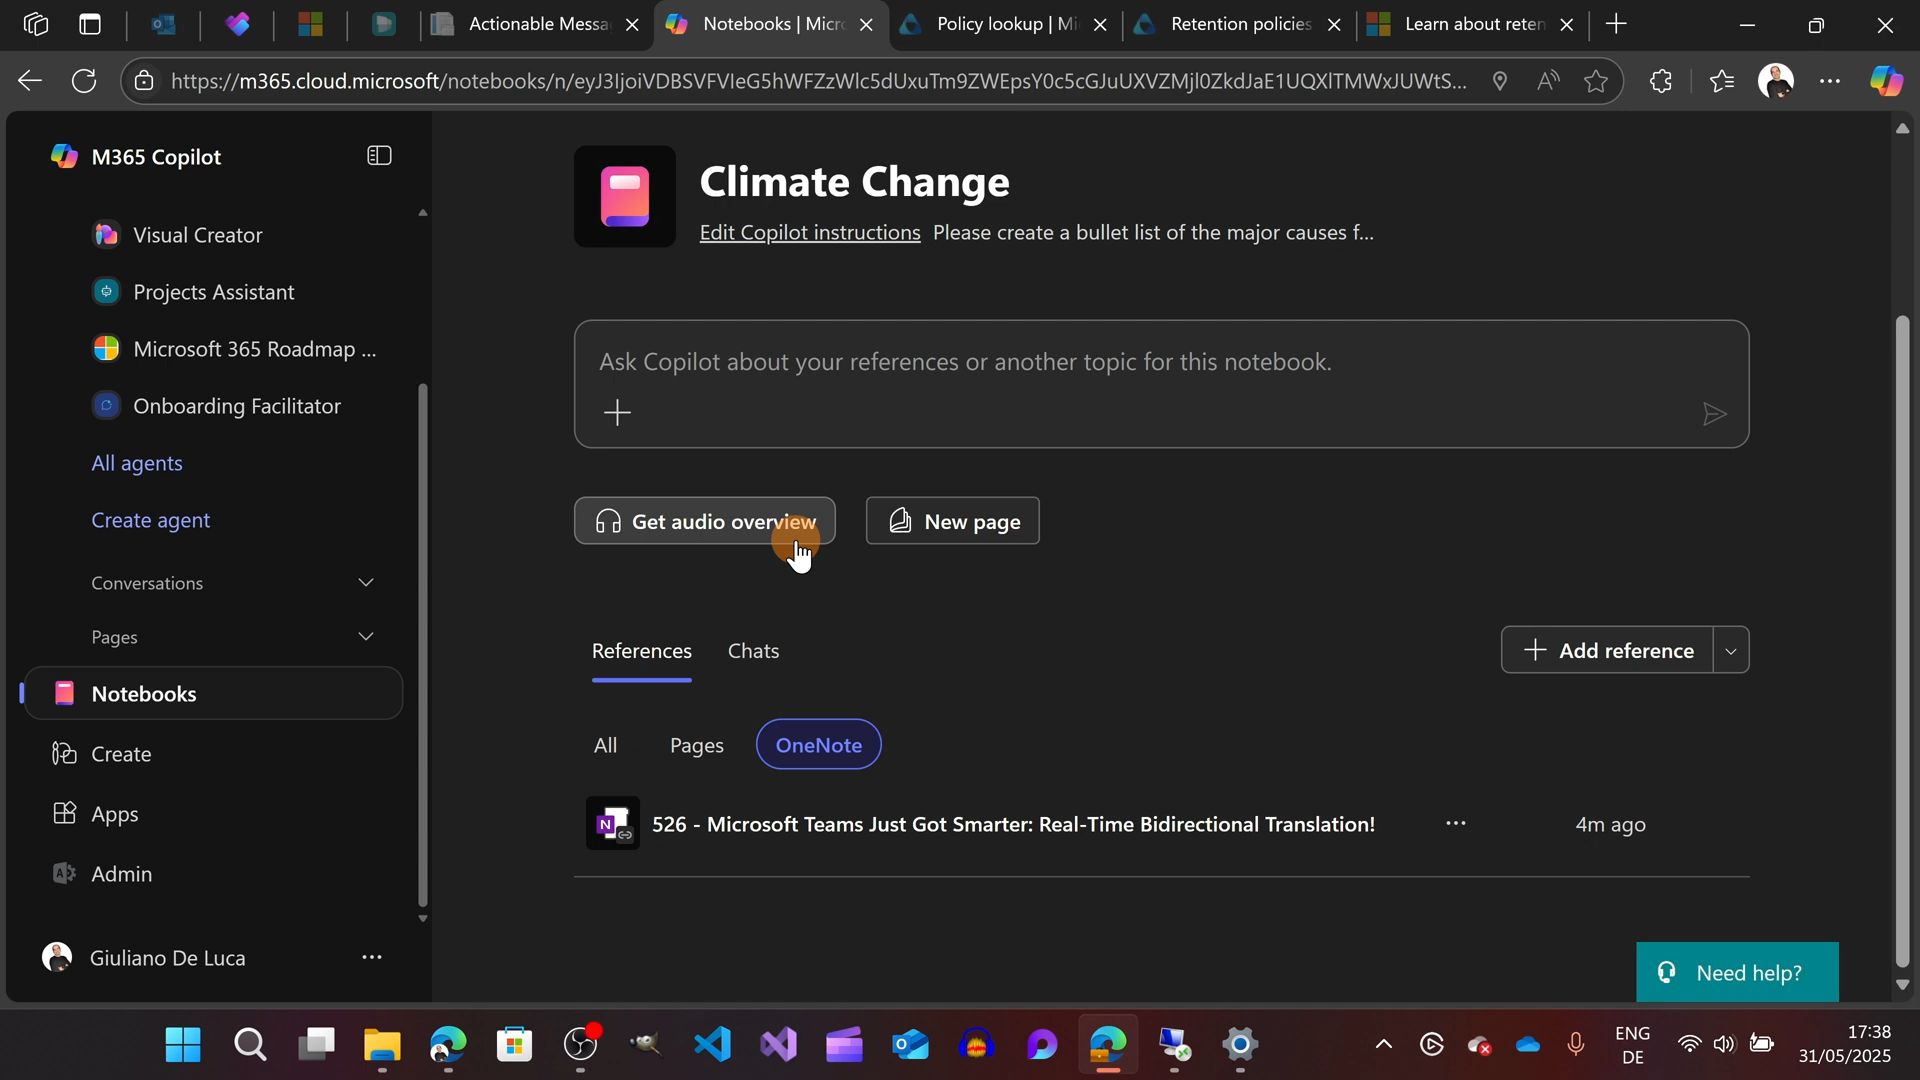 Actionable Messa
Notebooks | Micro
Policy lookup | Mi
Retention policies
Learn about reten
https://m365.cloud.microsoft/notebooks/n/eyJ3IjoiVDBSVFVIeG5hWFZzWlc5dUxuTm9ZWEpsY0c5cGJuUXVZMjl0ZkdJaE1UQXlTMWxJUWtS...
M365 Copilot
Visual Creator
Projects Assistant
Microsoft 365 Roadmap ...
Onboarding Facilitator
All agents
Create agent
Conversations
Pages
Notebooks
Create
Apps
Admin
Giuliano De Luca
Climate Change
Edit Copilot instructions Please create a bullet list of the major causes f...
Ask Copilot about your references or another topic for this notebook.
Get audio overview
New page
References
Chats
Add reference
All
Pages
OneNote
526 - Microsoft Teams Just Got Smarter: Real-Time Bidirectional Translation!
4m ago
Need help?
ENG
DE
17:38
31/05/2025